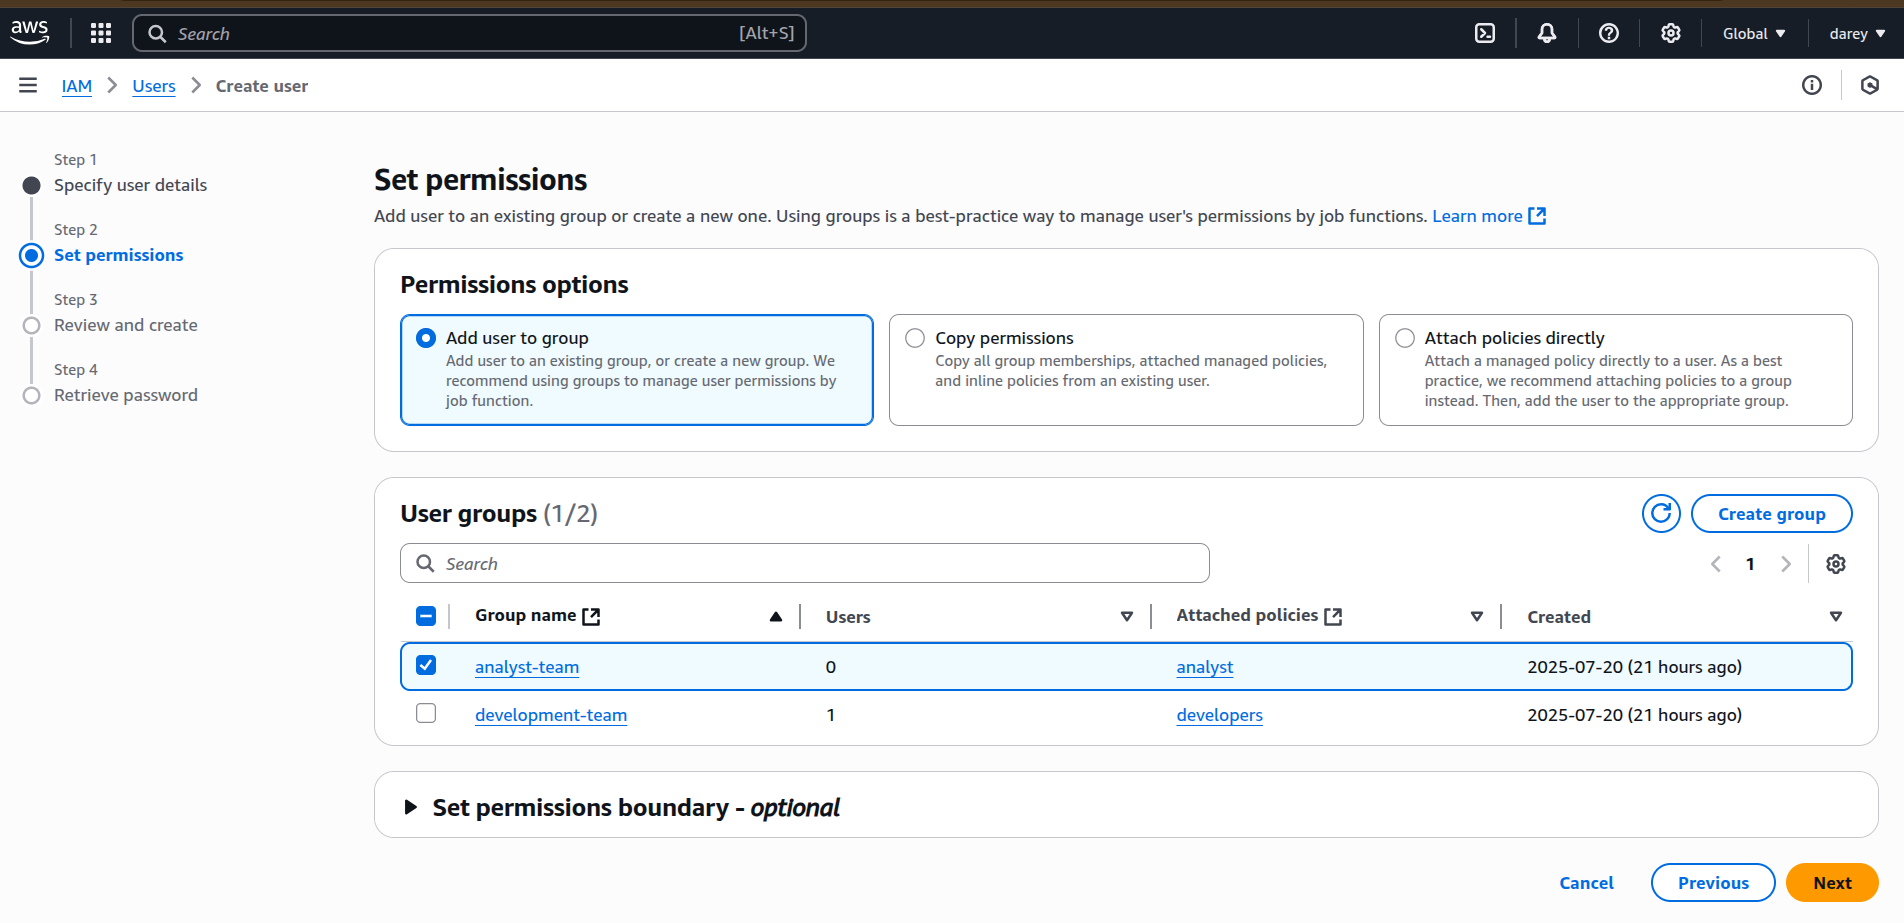 aws
Search [Alt+S]
Global
darey
IAM
Users
Create user
Step 1
Specify user details
Step 2
Set permissions
Step 3
Review and create
Step 4
Retrieve password
Set permissions
Add user to an existing group or create a new one. Using groups is a best-practice way to manage user's permissions by job functions. Learn more
Permissions options
Add user to group
Add user to an existing group, or create a new group. We
recommend using groups to manage user permissions by
job function.
Copy permissions
Copy all group memberships, attached managed policies,
and inline policies from an existing user.
Attach policies directly
Attach a managed policy directly to a user. As a best
practice, we recommend attaching policies to a group
instead. Then, add the user to the appropriate group.
User groups (1/2)
Create group
Search
1
Group name Users Attached policies Created
analyst-team 0 analyst 2025-07-20 (21 hours ago)
development-team 1 developers 2025-07-20 (21 hours ago)
Set permissions boundary - optional
Cancel
Previous
Next